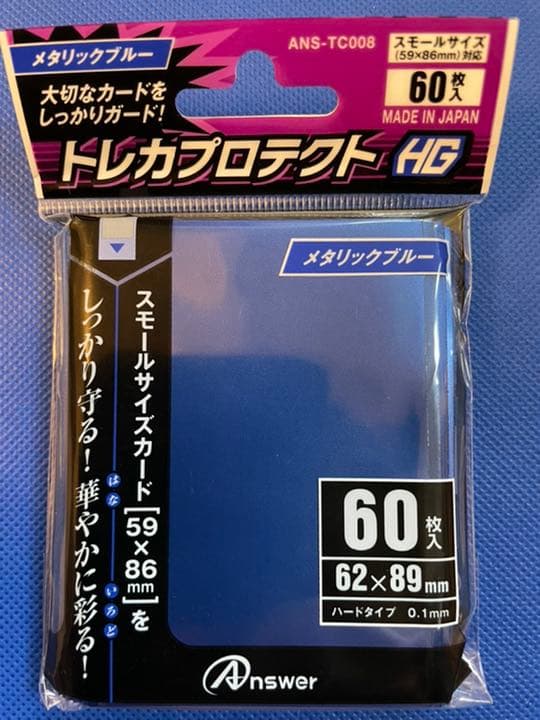 メタリックブルー
大切なカードを
しっかりガード!
ANS-TC008
スモールサイズ
(59×86mm)対応
60枚入
MADE IN JAPAN
トレカプロテクト HG
メタリックブルー
スモールサイズカード[59×86mm]を
しっかり守る!華やかに彩る!
はな
いろど
60枚入
62×89mm
ハードタイプ 0.1mm
Answer